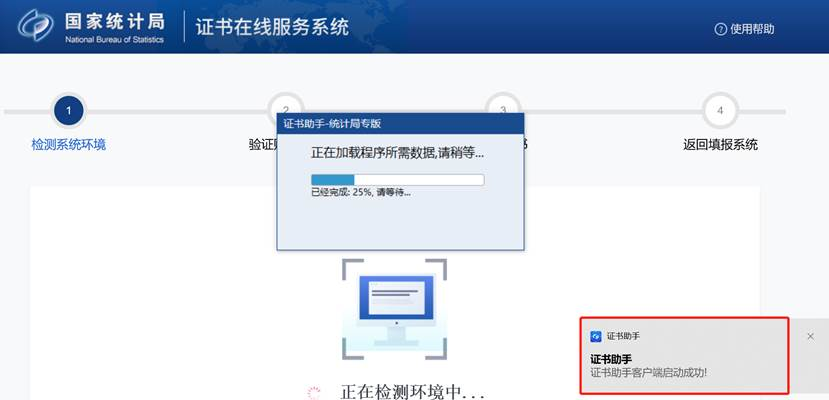 国家统计局
National Bureau of Statistics
证书在线服务系统
使用帮助
1
2
3
4
检测系统环境
返回填报系统
证书助手-统计局专版
正在加载程序所需数据,请稍等...
已经完成: 25%, 请等待...
正在检测环境中...
证书助手
证书助手
证书助手客户端启动成功!